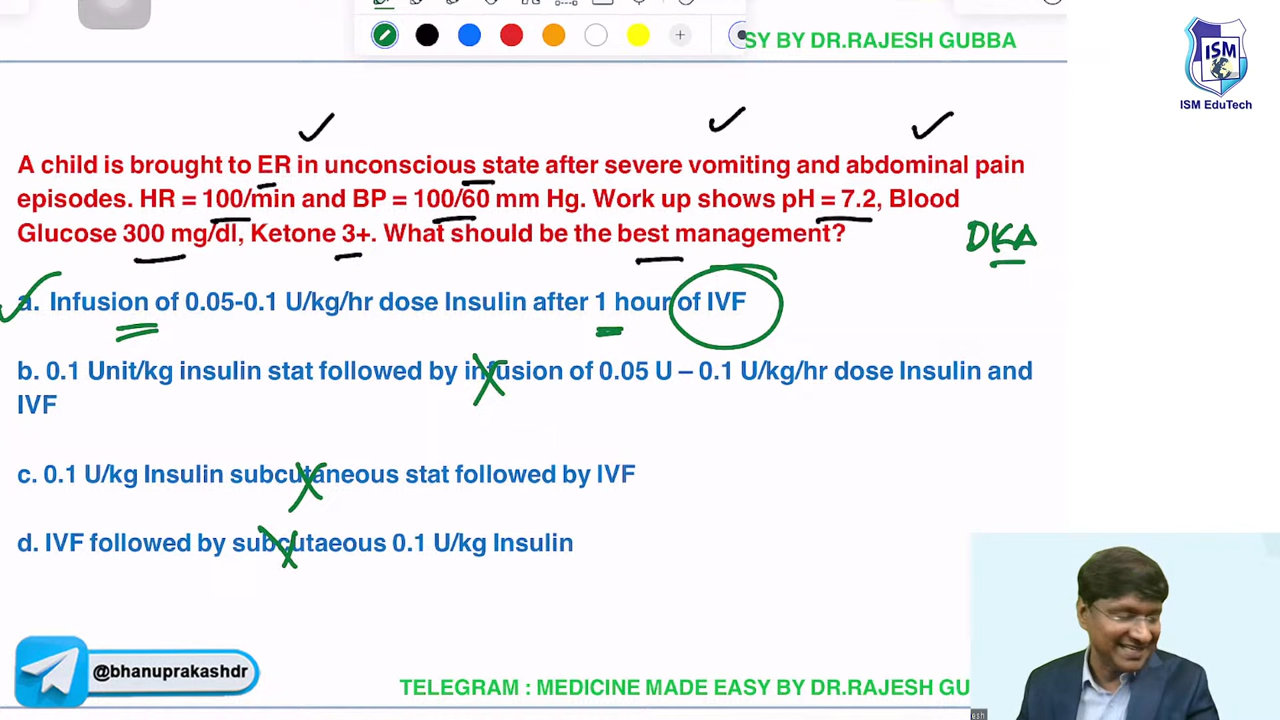 SY BY DR.RAJESH GUBBA
ISM
ISM EduTech
A child is brought to ER in unconscious state after severe vomiting and abdominal pain
episodes. HR = 100/min and BP = 100/60 mm Hg. Work up shows pH = 7.2, Blood
Glucose 300 mg/dl, Ketone 3+. What should be the best management?
DKA
a. Infusion of 0.05-0.1 U/kg/hr dose Insulin after 1 hour of IVF
b. 0.1 Unit/kg insulin stat followed by infusion of 0.05 U – 0.1 U/kg/hr dose Insulin and
IVF
c. 0.1 U/kg Insulin subcutaneous stat followed by IVF
d. IVF followed by subcutaeous 0.1 U/kg Insulin
@bhanuprakashdr
TELEGRAM : MEDICINE MADE EASY BY DR.RAJESH GU
esh